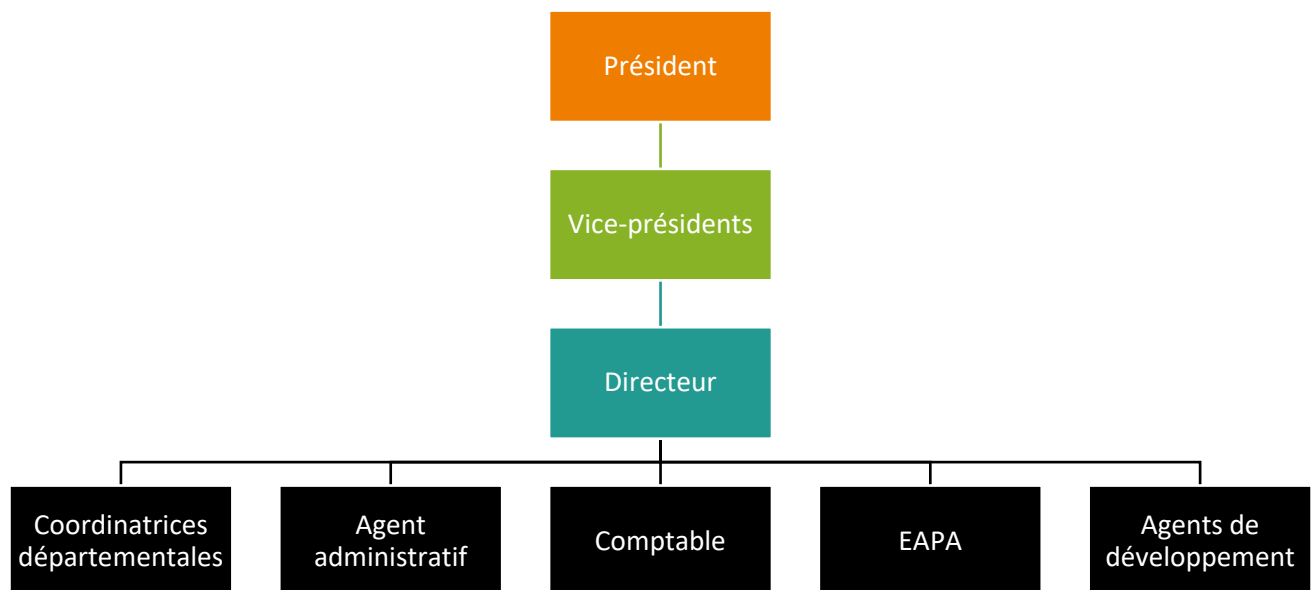 Président
Vice-présidents
Directeur
Coordinatrices
départementales
Agent
administratif
Comptable
EAPA
Agents de
développement